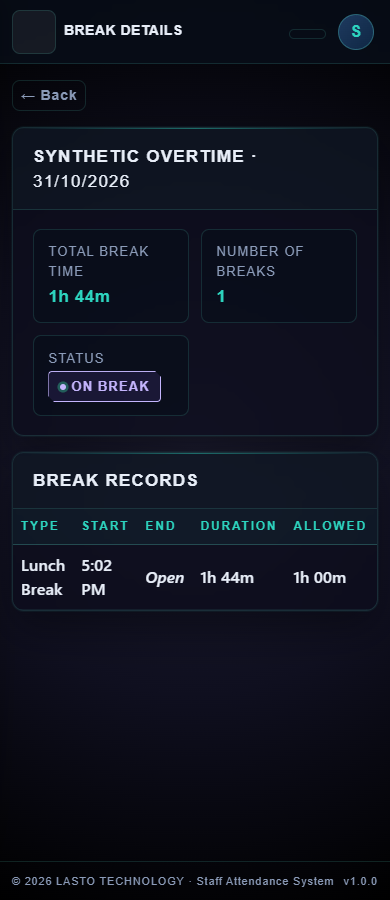 BREAK DETAILS
S
← Back
SYNTHETIC OVERTIME ·
31/10/2026
TOTAL BREAK
TIME
1h 44m
NUMBER OF
BREAKS
1
STATUS
ON BREAK
BREAK RECORDS
TYPE START END DURATION ALLOWED
Lunch Break 5:02 PM Open 1h 44m 1h 00m
© 2026 LASTO TECHNOLOGY · Staff Attendance System v1.0.0